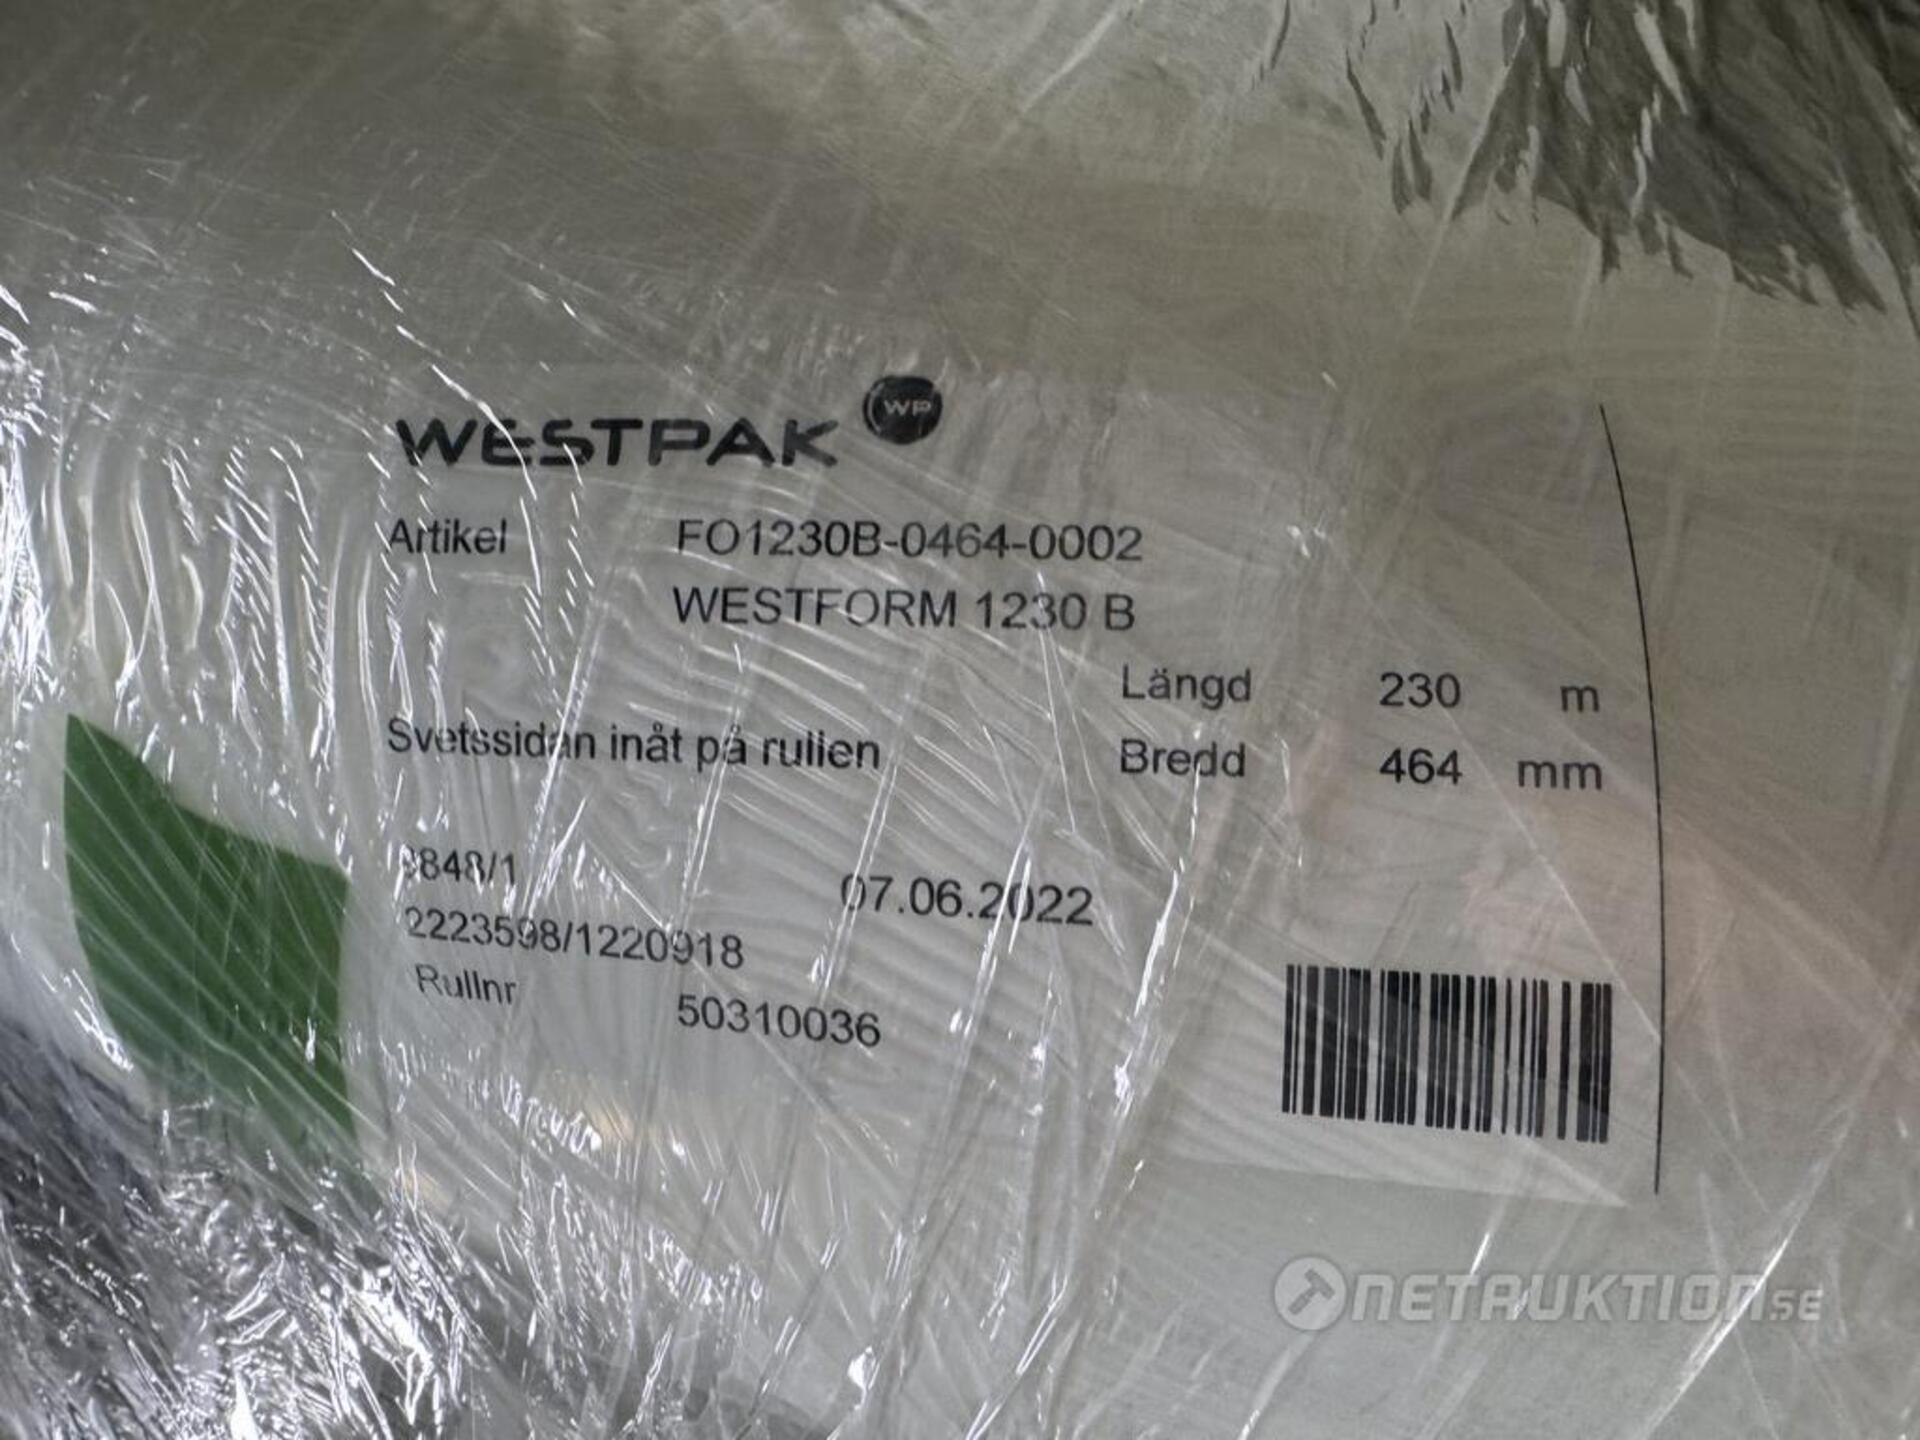 WESTPAK WP
Artikel FO1230B-0464-0002
WESTFORM 1230 B
Längd 230 m
Svetssidan inåt på rullen Bredd 464 mm
9848/1 07.06.2022
2223598/1220918
Rullnr 50310036
NETAUKTION.SE